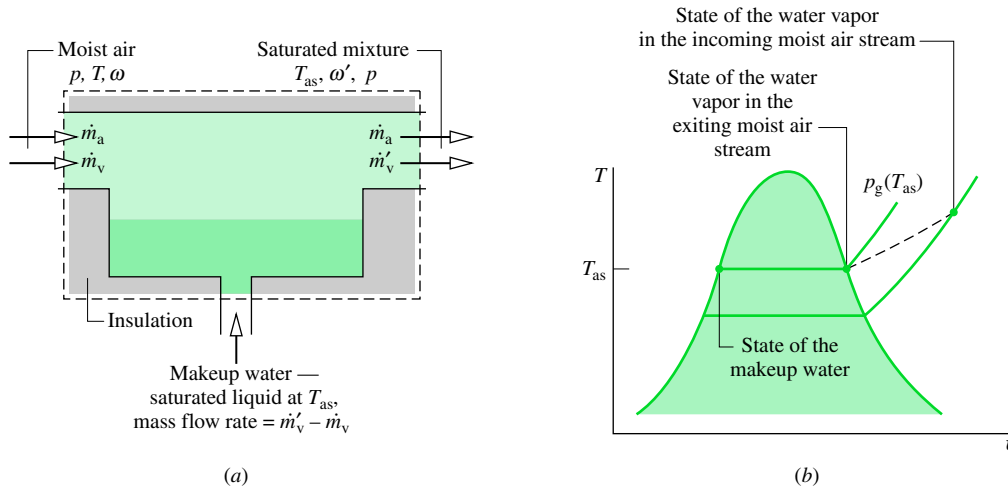 Moist air
p, T, ω
Saturated mixture
T_as, ω′, p
ṁ_a
ṁ_v
ṁ_a
ṁ′_v
Insulation
Makeup water —
saturated liquid at T_as,
mass flow rate = ṁ′_v – ṁ_v
(a)
State of the water vapor
in the incoming moist air stream
State of the water
vapor in the
exiting moist air
stream
T
p_g(T_as)
T_as
State of the
makeup water
(b)